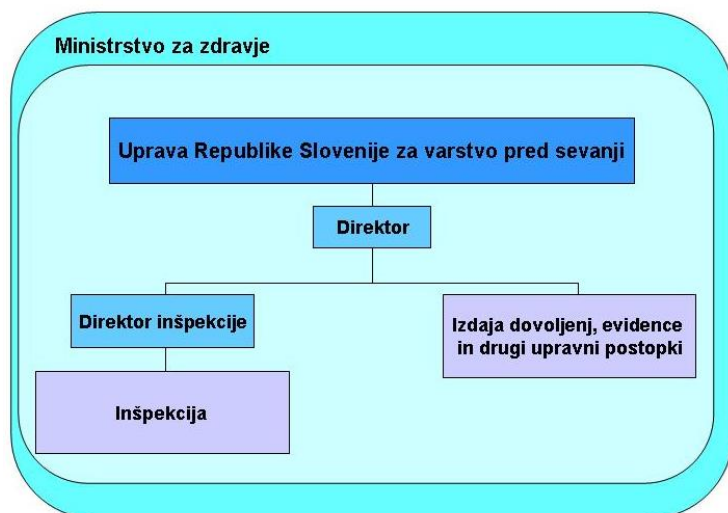 Ministrstvo za zdravje
Uprava Republike Slovenije za varstvo pred sevanji
Direktor
Direktor inšpekcije
Izdaja dovoljenj, evidence
in drugi upravni postopki
Inšpekcija